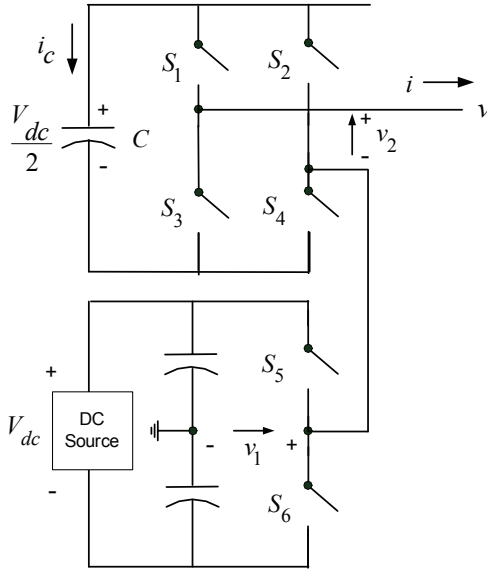 i_c
S_1
S_2
i
v
V_dc/2
+
-
C
+
v_2
-
S_3
S_4
+
V_dc
-
DC
Source
-
v_1
+
S_5
S_6